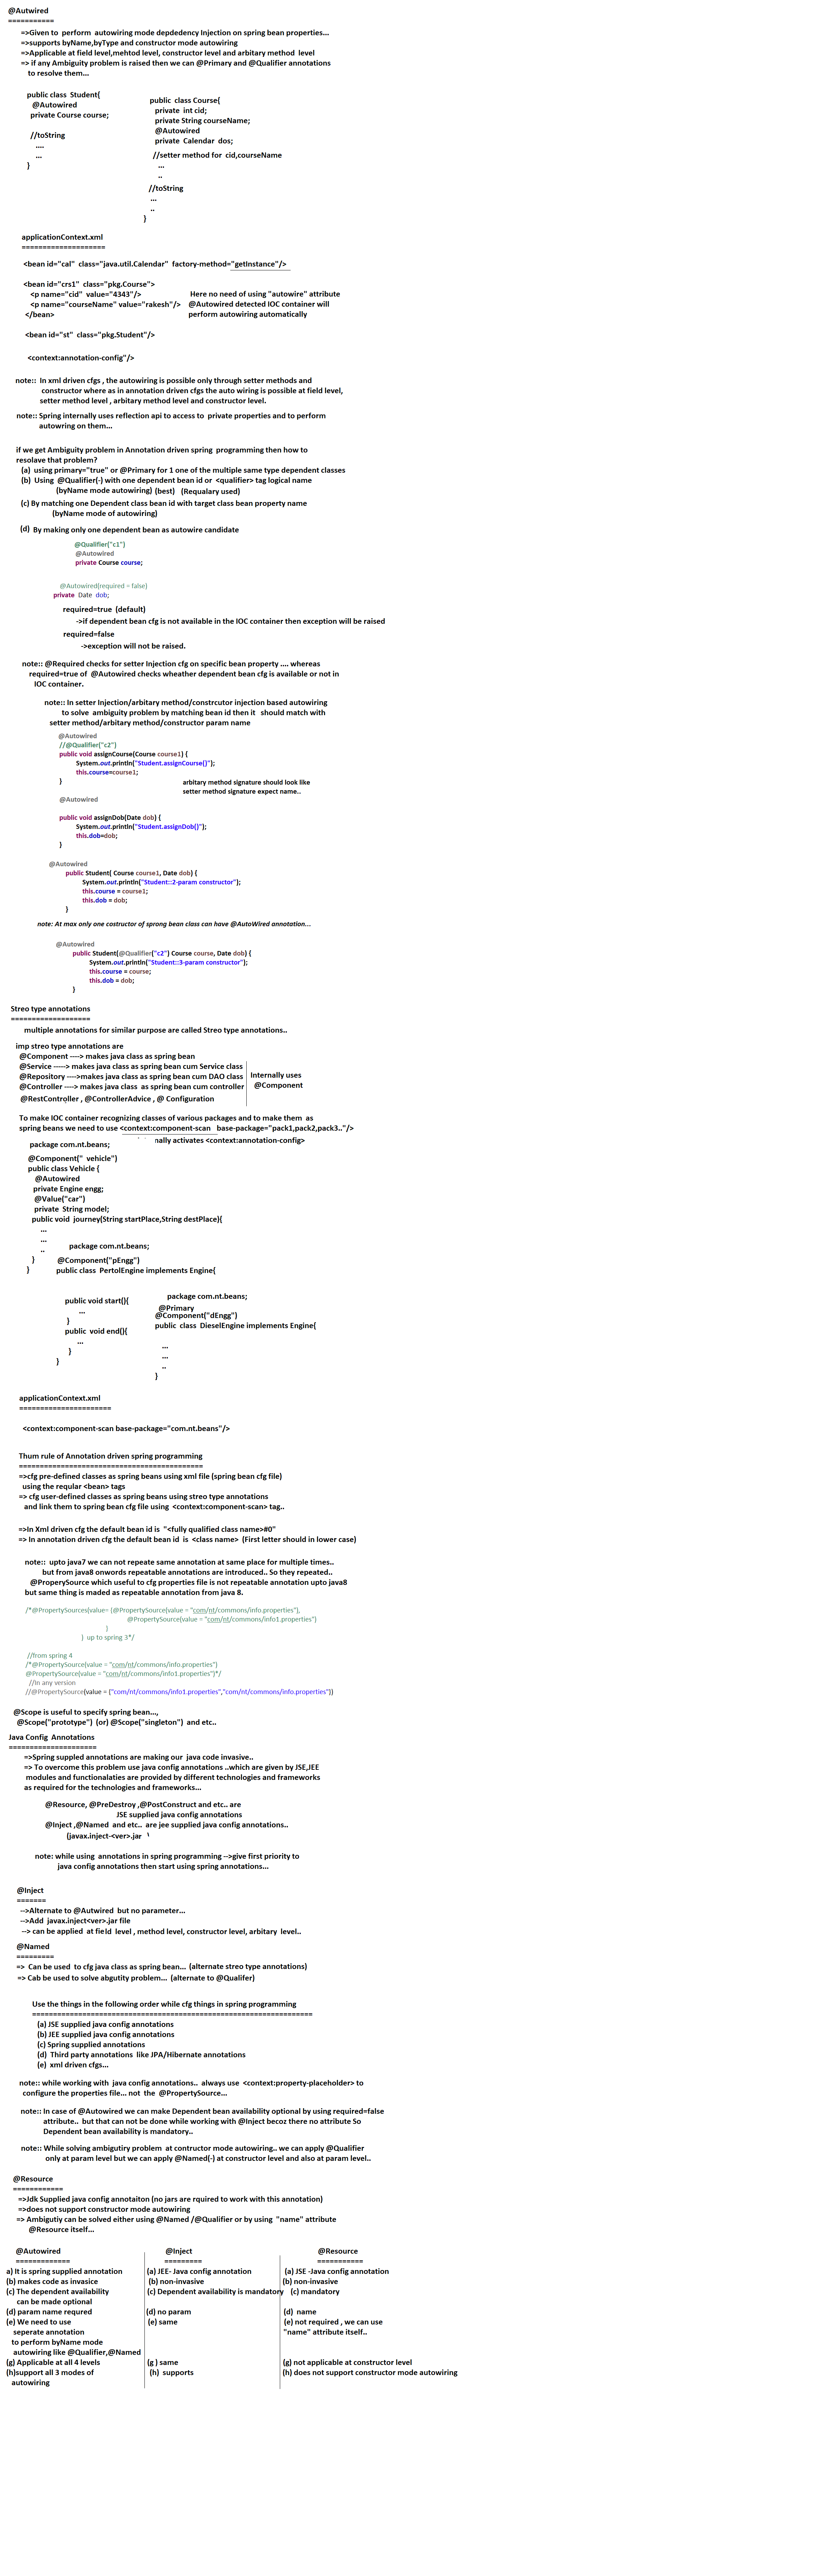 @Autwired
===========
=>Given to  perform  autowiring mode depdedency Injection on spring bean properties...
=>supports byName,byType and constructor mode autowiring
=>Applicable at field level,mehtod level, constructor level and arbitary method  level
=> if any Ambiguity problem is raised then we can @Primary and @Qualifier annotations
to resolve them...
public class  Student{
@Autowired
private Course course;
//toString
....
...
}
public  class Course{
private  int cid;
private String courseName;
@Autowired
private  Calendar  dos;
//setter method for  cid,courseName
...
..
//toString
...
..
}
applicationContext.xml
====================
<bean id="cal"  class="java.util.Calendar"  factory-method="getInstance"/>
<bean id="crs1"  class="pkg.Course">
<p name="cid"  value="4343"/>
<p name="courseName" value="rakesh"/>
</bean>
Here no need of using "autowire" attribute
@Autowired detected IOC container will
perform autowiring automatically
<bean id="st"  class="pkg.Student"/>
<context:annotation-config"/>
note::  In xml driven cfgs , the autowiring is possible only through setter methods and
constructor where as in annotation driven cfgs the auto wiring is possible at field level,
setter method level , arbitary method level and constructor level.
note:: Spring internally uses reflection api to access to  private properties and to perform
autowring on them...
if we get Ambiguity problem in Annotation driven spring  programming then how to
resolave that problem?
(a)  using primary="true" or @Primary for 1 one of the multiple same type dependent classes
(b)  Using  @Qualifier(-) with one dependent bean id or  <qualifier> tag logical name
(byName mode autowiring)  (best)   (Requalary used)
(c) By matching one Dependent class bean id with target class bean property name
(byName mode of autowiring)
(d)  By making only one dependent bean as autowire candidate
@Qualifier("c1")
@Autowired
private Course course;
@Autowired(required = false)
private  Date  dob;
required=true  (default)
->if dependent bean cfg is not available in the IOC container then exception will be raised
required=false
->exception will not be raised.
note:: @Required checks for setter Injection cfg on specific bean property .... whereas
required=true of  @Autowired checks wheather dependent bean cfg is available or not in
IOC container.
note:: In setter Injection/arbitary method/constrcutor injection based autowiring
to solve  ambiguity problem by matching bean id then it   should match with
setter method/arbitary method/constructor param name
@Autowired
//@Qualifier("c2")
public void assignCourse(Course course1) {
System.out.println("Student.assignCourse()");
this.course=course1;
}
arbitary method signature should look like
setter method signature expect name..
@Autowired
public void assignDob(Date dob) {
System.out.println("Student.assignDob()");
this.dob=dob;
}
@Autowired
public Student( Course course1, Date dob) {
System.out.println("Student::2-param constructor");
this.course = course1;
this.dob = dob;
}
note: At max only one costructor of sprong bean class can have @AutoWired annotation...
@Autowired
public Student(@Qualifier("c2") Course course, Date dob) {
System.out.println("Student::3-param constructor");
this.course = course;
this.dob = dob;
}
Streo type annotations
===================
multiple annotations for similar purpose are called Streo type annotations..
imp streo type annotations are
@Component ----> makes java class as spring bean
@Service -----> makes java class as spring bean cum Service class
@Repository ---->makes java class as spring bean cum DAO class
@Controller ----> makes java class  as spring bean cum controller
Internally uses
@Component
@RestController , @ControllerAdvice , @ Configuration
To make IOC container recognizing classes of various packages and to make them  as
spring beans we need to use <context:component-scan   base-package="pack1,pack2,pack3.."/>
nally activates <context:annotation-config>
package com.nt.beans;
@Component("  vehicle")
public class Vehicle {
@Autowired
private Engine engg;
@Value("car")
private  String model;
public void  journey(String startPlace,String destPlace){
...
...
..
}
}
package com.nt.beans;
@Component("pEngg")
public class  PertolEngine implements Engine{
public void start(){
...
}
public  void end(){
...
}
}
package com.nt.beans;
@Primary
@Component("dEngg")
public  class  DieselEngine implements Engine{
...
...
..
}
applicationContext.xml
======================
<context:component-scan base-package="com.nt.beans"/>
Thum rule of Annotation driven spring programming
============================================
=>cfg pre-defined classes as spring beans using xml file (spring bean cfg file)
using the reqular <bean> tags
=> cfg user-defined classes as spring beans using streo type annotations
and link them to spring bean cfg file using  <context:component-scan> tag..
=>In Xml driven cfg the default bean id is  "<fully qualified class name>#0"
=> In annotation driven cfg the default bean id  is  <class name>  (First letter should in lower case)
note::  upto java7 we can not repeate same annotation at same place for multiple times..
but from java8 onwords repeatable annotations are introduced.. So they repeated..
@ProperySource which useful to cfg properties file is not repeatable annotation upto java8
but same thing is maded as repeatable annotation from java 8.
/*@PropertySources(value= {@PropertySource(value = "com/nt/commons/info.properties"),
@PropertySource(value = "com/nt/commons/info1.properties")
}
)  up to spring 3*/
//from spring 4
/*@PropertySource(value = "com/nt/commons/info.properties")
@PropertySource(value = "com/nt/commons/info1.properties")*/
//In any version
//@PropertySource(value = {"com/nt/commons/info1.properties","com/nt/commons/info.properties"})
@Scope is useful to specify spring bean...,
@Scope("prototype")  (or) @Scope("singleton")  and etc..
Java Config  Annotations
=====================
=>Spring suppled annotations are making our  java code invasive..
=> To overcome this problem use java config annotations ..which are given by JSE,JEE
modules and functionalaties are provided by different technologies and frameworks
as required for the technologies and frameworks...
@Resource, @PreDestroy ,@PostConstruct and etc.. are
JSE supplied java config annotations
@Inject ,@Named  and etc..  are jee supplied java config annotations..
(javax.inject-<ver>.jar  )
note: while using  annotations in spring programming -->give first priority to
java config annotations then start using spring annotations...
@Inject
=======
-->Alternate to @Autwired  but no parameter...
-->Add  javax.inject<ver>.jar file
--> can be applied  at field  level , method level, constructor level, arbitary  level..
@Named
=========
=>  Can be used  to cfg java class as spring bean... (alternate streo type annotations)
=> Cab be used to solve abgutity problem...  (alternate to @Qualifer)
Use the things in the following order while cfg things in spring programming
===================================================================
(a) JSE supplied java config annotations
(b) JEE supplied java config annotations
(c) Spring supplied annotations
(d)  Third party annotations  like JPA/Hibernate annotations
(e)  xml driven cfgs...
note:: while working with  java config annotations..  always use  <context:property-placeholder> to
configure the properties file... not  the  @PropertySource...
note:: In case of @Autowired we can make Dependent bean availability optional by using required=false
attribute..  but that can not be done while working with @Inject becoz there no attribute So
Dependent bean availability is mandatory..
note:: While solving ambigutiry problem  at contructor mode autowiring.. we can apply @Qualifier
only at param level but we can apply @Named(-) at constructor level and also at param level..
@Resource
============
=>Jdk Supplied java config annotaiton (no jars are rquired to work with this annotation)
=>does not support constructor mode autowiring
=> Ambigutiy can be solved either using @Named /@Qualifier or by using  "name" attribute
@Resource itself...
@Autowired
=============
a) It is spring supplied annotation
(b) makes code as invasice
(c) The dependent availability
can be made optional
(d) param name requred
(e) We need to use
seperate annotation
to perform byName mode
autowiring like @Qualifier,@Named
(g) Applicable at all 4 levels
(h)support all 3 modes of
autowiring
@Inject
=========
(a) JEE- Java config annotation
(b) non-invasive
(c) Dependent availability is mandatory
(d) no param
(e) same
(g ) same
(h)  supports
@Resource
===========
(a) JSE -Java config annotation
(b) non-invasive
(c) mandatory
(d)  name
(e) not required , we can use
"name" attribute itself..
(g) not applicable at constructor level
(h) does not support constructor mode autowiring